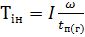 Tін = I ω / tп(г)